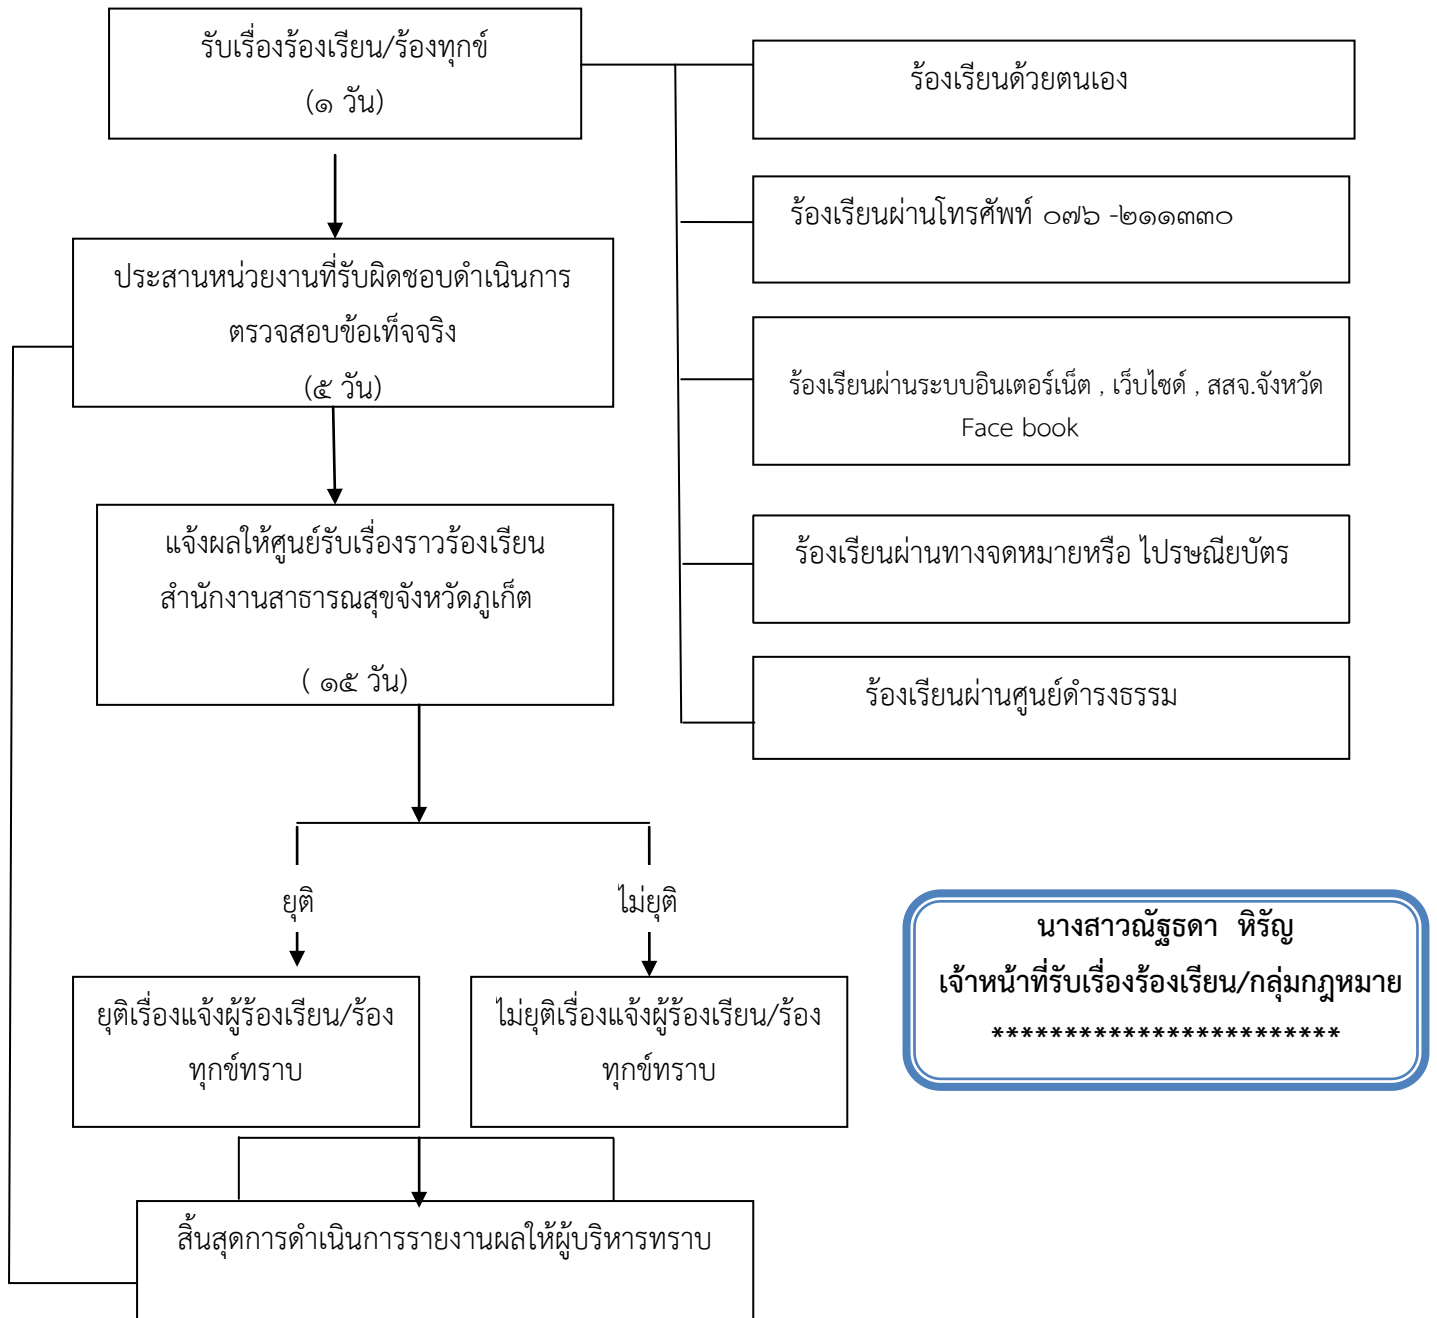 รับเรื่องร้องเรียน/ร้องทุกข์
(๑ วัน)
ร้องเรียนด้วยตนเอง
ร้องเรียนผ่านโทรศัพท์ ๐๗๖ -๒๑๑๓๓๐
ประสานหน่วยงานที่รับผิดชอบดำเนินการ
ตรวจสอบข้อเท็จจริง
(๕ วัน)
ร้องเรียนผ่านระบบอินเตอร์เน็ต , เว็บไซด์ , สสจ.จังหวัด
Face book
แจ้งผลให้ศูนย์รับเรื่องราวร้องเรียน
สำนักงานสาธารณสุขจังหวัดภูเก็ต
( ๑๕ วัน)
ร้องเรียนผ่านทางจดหมายหรือ ไปรษณียบัตร
ร้องเรียนผ่านศูนย์ดำรงธรรม
ยุติ
ไม่ยุติ
ยุติเรื่องแจ้งผู้ร้องเรียน/ร้อง
ทุกข์ทราบ
ไม่ยุติเรื่องแจ้งผู้ร้องเรียน/ร้อง
ทุกข์ทราบ
นางสาวณัฐธดา หิรัญ
เจ้าหน้าที่รับเรื่องร้องเรียน/กลุ่มกฎหมาย
************************
สิ้นสุดการดำเนินการรายงานผลให้ผู้บริหารทราบ